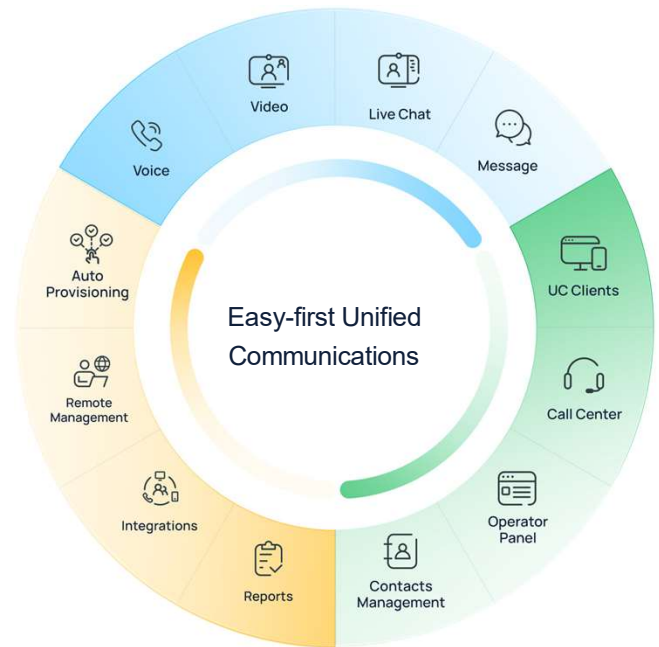 Video
Live Chat
Voice
Message
Auto
Provisioning
UC Clients
Easy-first Unified
Communications
Remote
Management
Call Center
Integrations
Operator
Panel
Reports
Contacts
Management